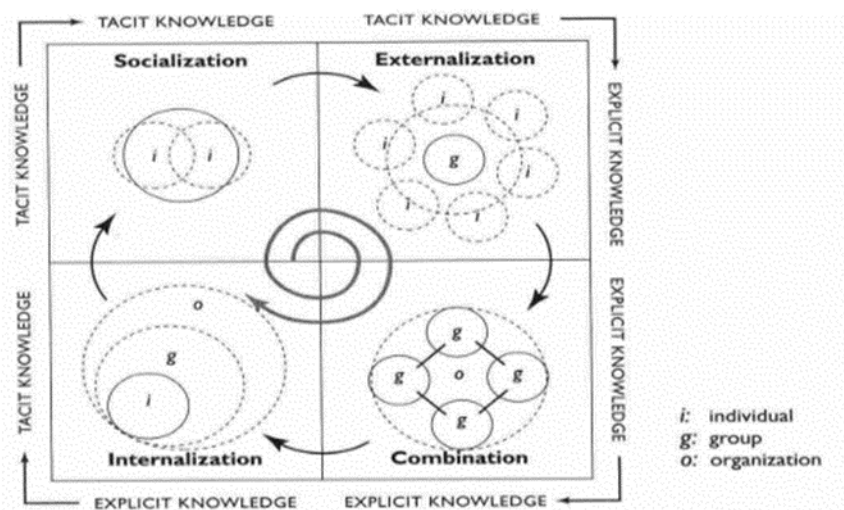 TACIT KNOWLEDGE
TACIT KNOWLEDGE
Socialization
Externalization
TACIT KNOWLEDGE
EXPLICIT KNOWLEDGE
i
i
i
i
i
i
i
i
g
o
g
i
g
g
o
g
g
TACIT KNOWLEDGE
EXPLICIT KNOWLEDGE
Internalization
Combination
EXPLICIT KNOWLEDGE
EXPLICIT KNOWLEDGE
i: individual
g: group
o: organization